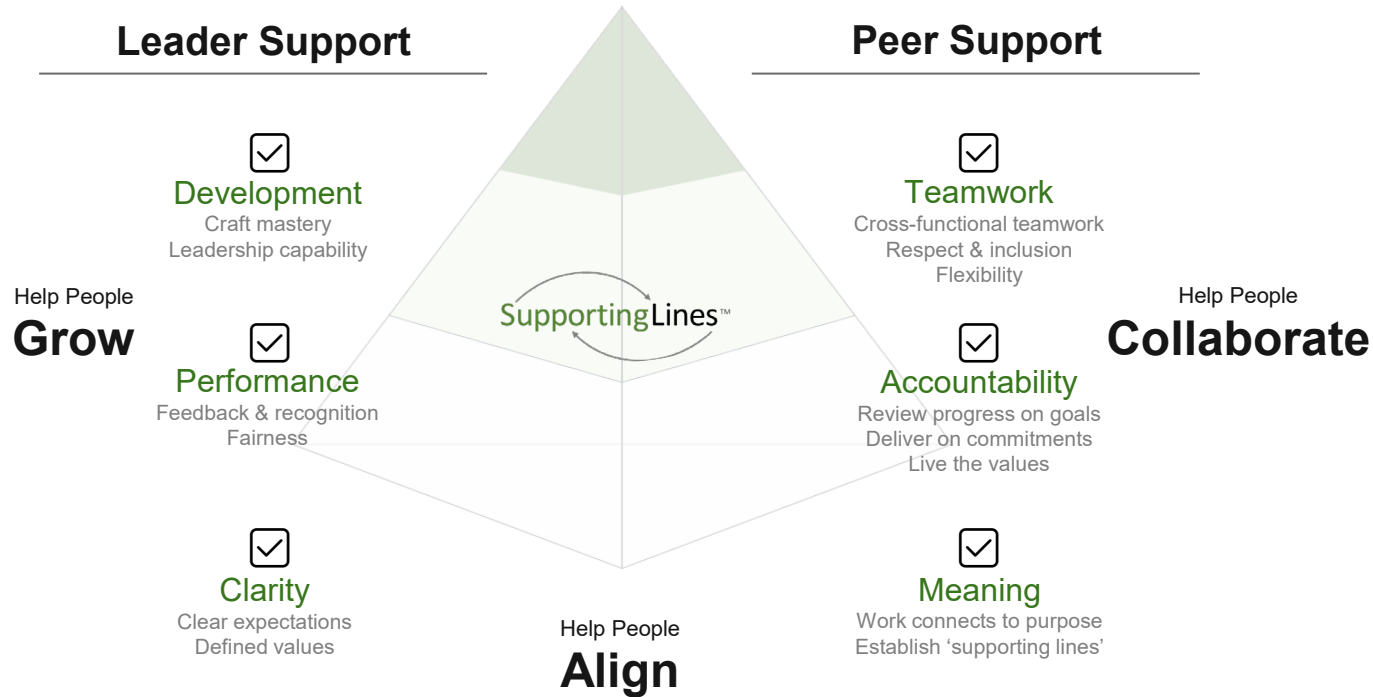 Leader Support
Peer Support
Development
Craft mastery
Leadership capability
Teamwork
Cross-functional teamwork
Respect & inclusion
Flexibility
Help People
Grow
SupportingLines™
Help People
Collaborate
Performance
Feedback & recognition
Fairness
Accountability
Review progress on goals
Deliver on commitments
Live the values
Clarity
Clear expectations
Defined values
Help People
Align
Meaning
Work connects to purpose
Establish ‘supporting lines’